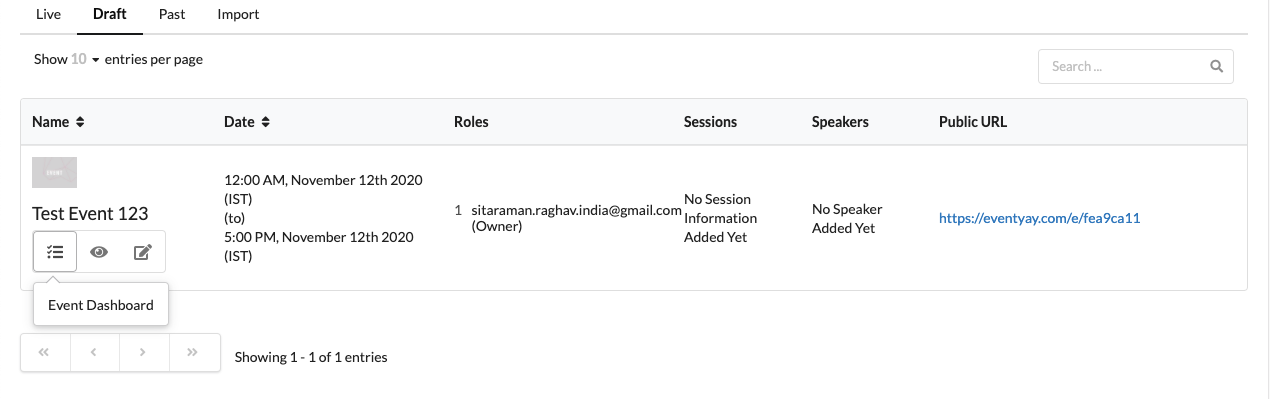 Live Draft Past Import
Show 10 entries per page
Search ...
Name Date Roles Sessions Speakers Public URL
EVENT
Test Event 123
12:00 AM, November 12th 2020
(IST)
(to)
5:00 PM, November 12th 2020
(IST)
1 sitaraman.raghav.india@gmail.com
(Owner)
No Session
Information
Added Yet
No Speaker
Added Yet
https://eventyay.com/e/fea9ca11
Event Dashboard
Showing 1 - 1 of 1 entries